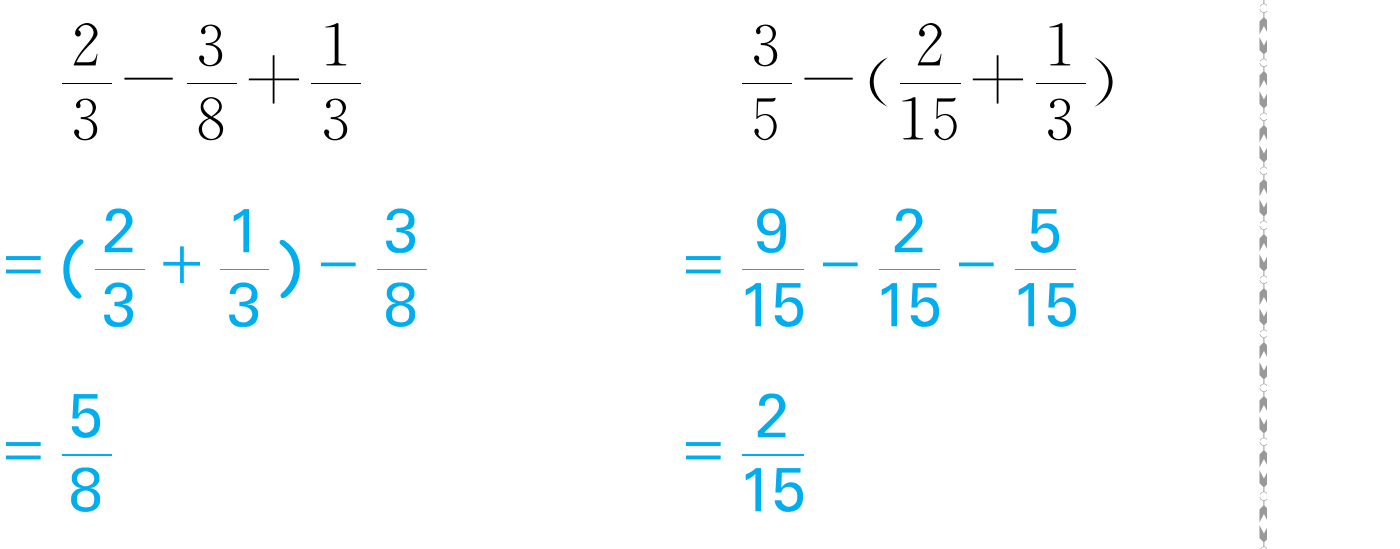 2/3 − 3/8 + 1/3
= (2/3 + 1/3) − 3/8
= 5/8
3/5 − (2/15 + 1/3)
= 9/15 − 2/15 − 5/15
= 2/15